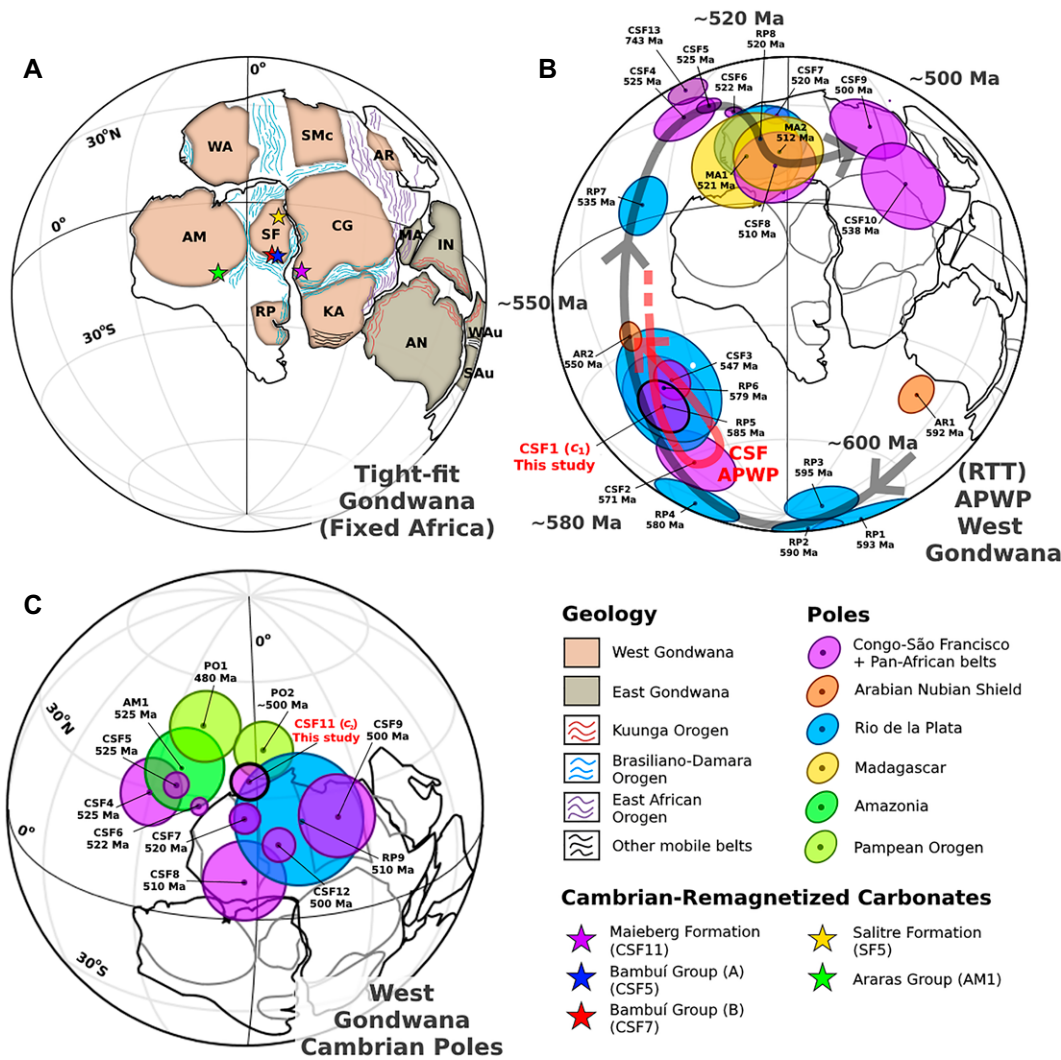 A
0°
30°N
0°
30°S
WA
SMc
AR
AM
SF
CG
MA
IN
RP
KA
AN
WAu
SAu
Tight-fit
Gondwana
(Fixed Africa)
B
~520 Ma
CSF13
743 Ma
CSF5
525 Ma
CSF4
525 Ma
CSF6
522 Ma
RP8
520 Ma
CSF7
520 Ma
CSF9
500 Ma
~500 Ma
MA2
512 Ma
MA1
521 Ma
RP7
535 Ma
CSF8
510 Ma
CSF10
538 Ma
~550 Ma
AR2
550 Ma
CSF3
547 Ma
RP6
579 Ma
RP5
585 Ma
AR1
592 Ma
CSF1 (C₁)
This study
CSF
APWP
CSF2
571 Ma
RP4
580 Ma
~580 Ma
RP3
595 Ma
~600 Ma
RP2
590 Ma
RP1
593 Ma
(RTT)
APWP
West
Gondwana
C
0°
30°N
0°
30°S
PO1
480 Ma
PO2
~500 Ma
AM1
525 Ma
CSF11 (C₂)
This study
CSF9
500 Ma
CSF5
525 Ma
CSF4
525 Ma
CSF6
522 Ma
CSF7
520 Ma
RP9
510 Ma
CSF8
510 Ma
CSF12
500 Ma
West
Gondwana
Cambrian Poles
Geology
West Gondwana
East Gondwana
Kuunga Orogen
Brasiliano-Damara
Orogen
East African
Orogen
Other mobile belts
Poles
Congo-São Francisco
+ Pan-African belts
Arabian Nubian Shield
Rio de la Plata
Madagascar
Amazonia
Pampean Orogen
Cambrian-Remagnetized Carbonates
Maieberg Formation
(CSF11)
Bambuí Group (A)
(CSF5)
Bambuí Group (B)
(CSF7)
Salitre Formation
(SF5)
Araras Group (AM1)